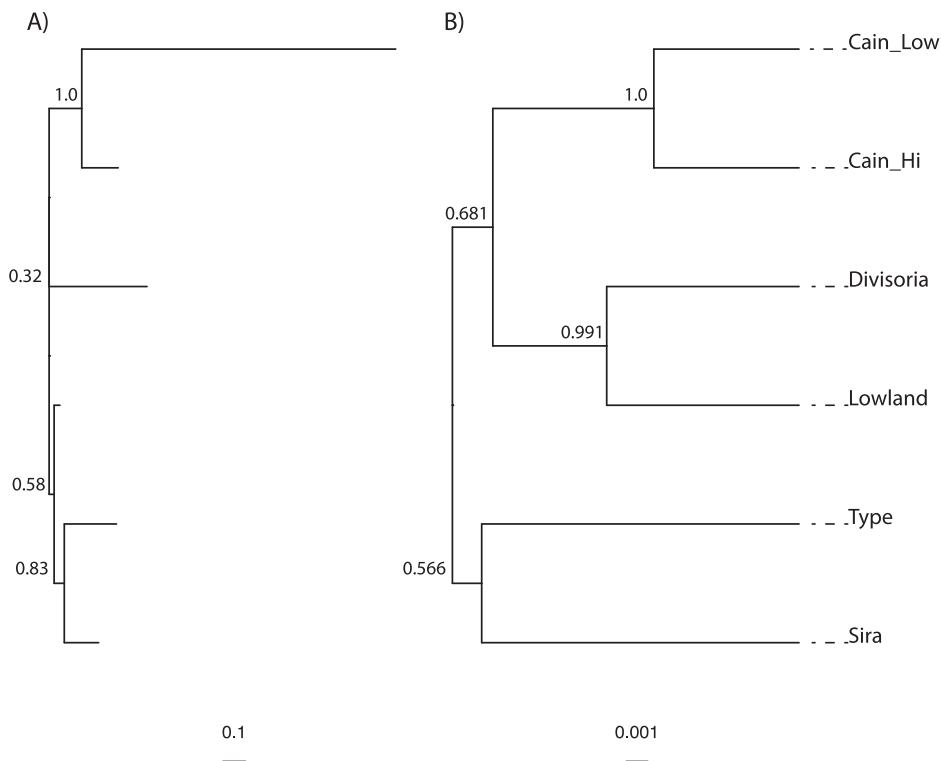 A)
B)
Cain_Low
1.0
1.0
Cain_Hi
0.681
0.32
Divisoria
0.991
Lowland
0.58
Type
0.83
0.566
Sira
0.1
0.001